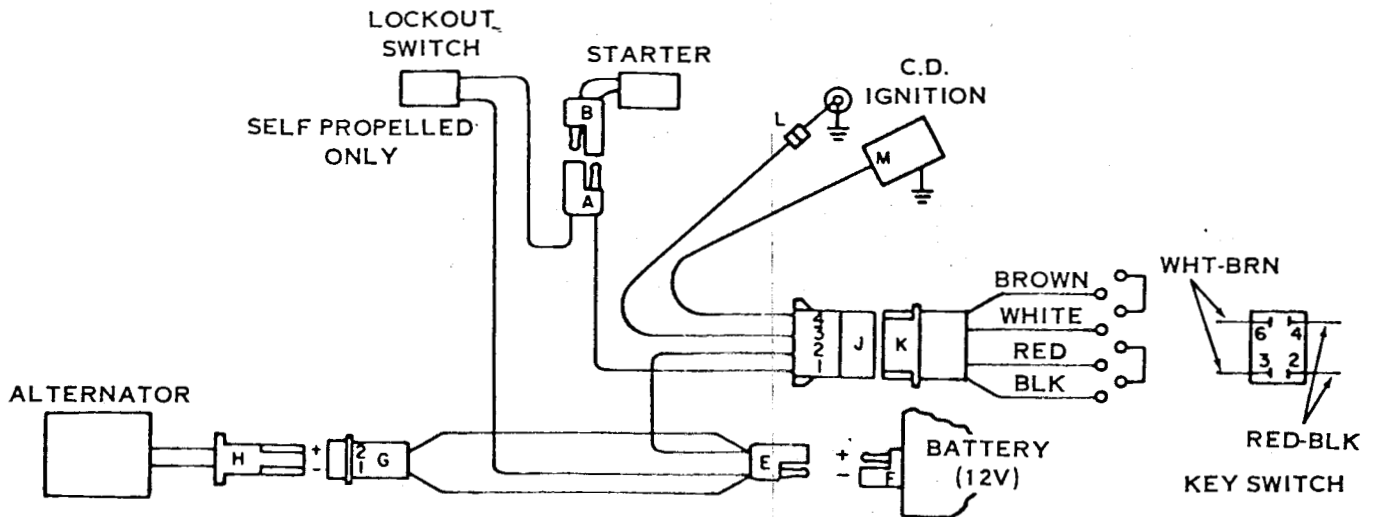 LOCKOUT
SWITCH
SELF PROPELLED
ONLY
STARTER
B
A
C.D.
IGNITION
L
M
BROWN
WHITE
RED
BLK
4
3
2
1
J
K
WHT-BRN
6 4
3 2
RED-BLK
KEY SWITCH
ALTERNATOR
H
+
-
2
1
G
E
+
-
F
BATTERY
(12V)